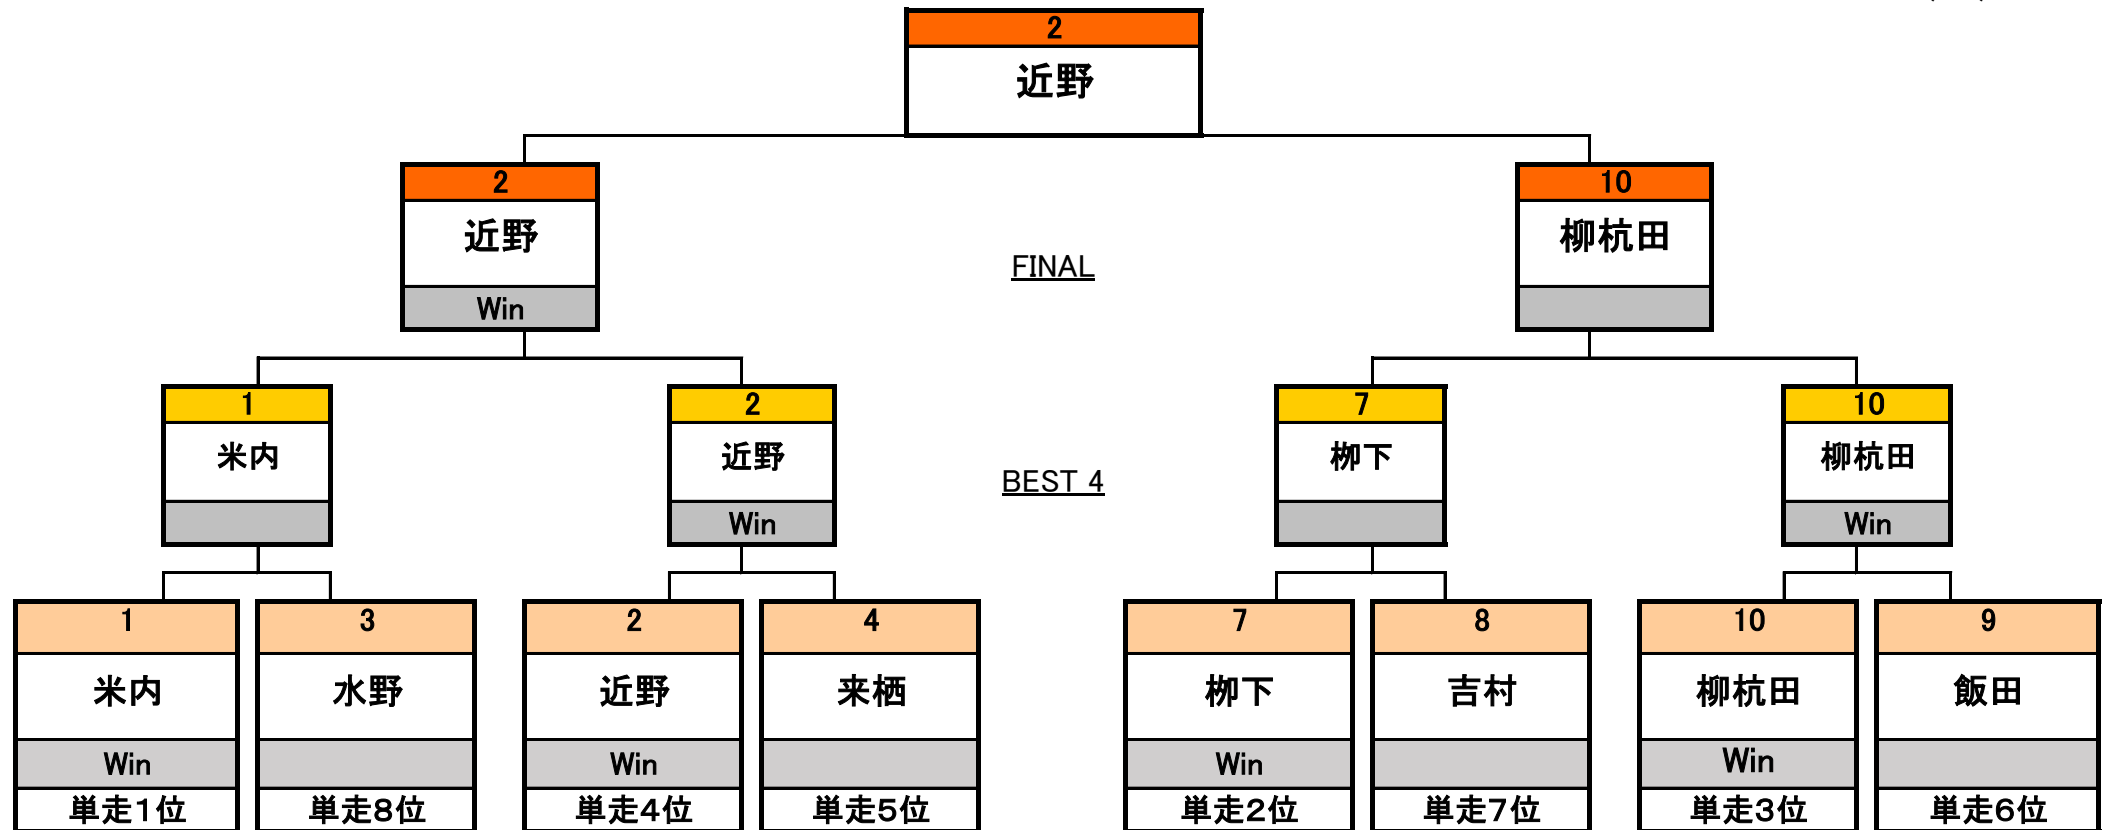 2
近野
2
10
近野
柳杭田
FINAL
Win
1
2
7
10
米内
近野
栁下
柳杭田
BEST 4
Win
Win
1
3
2
4
7
8
10
9
米内
水野
近野
来栖
栁下
吉村
柳杭田
飯田
Win
Win
Win
Win
単走1位
単走8位
単走4位
単走5位
単走2位
単走7位
単走3位
単走6位